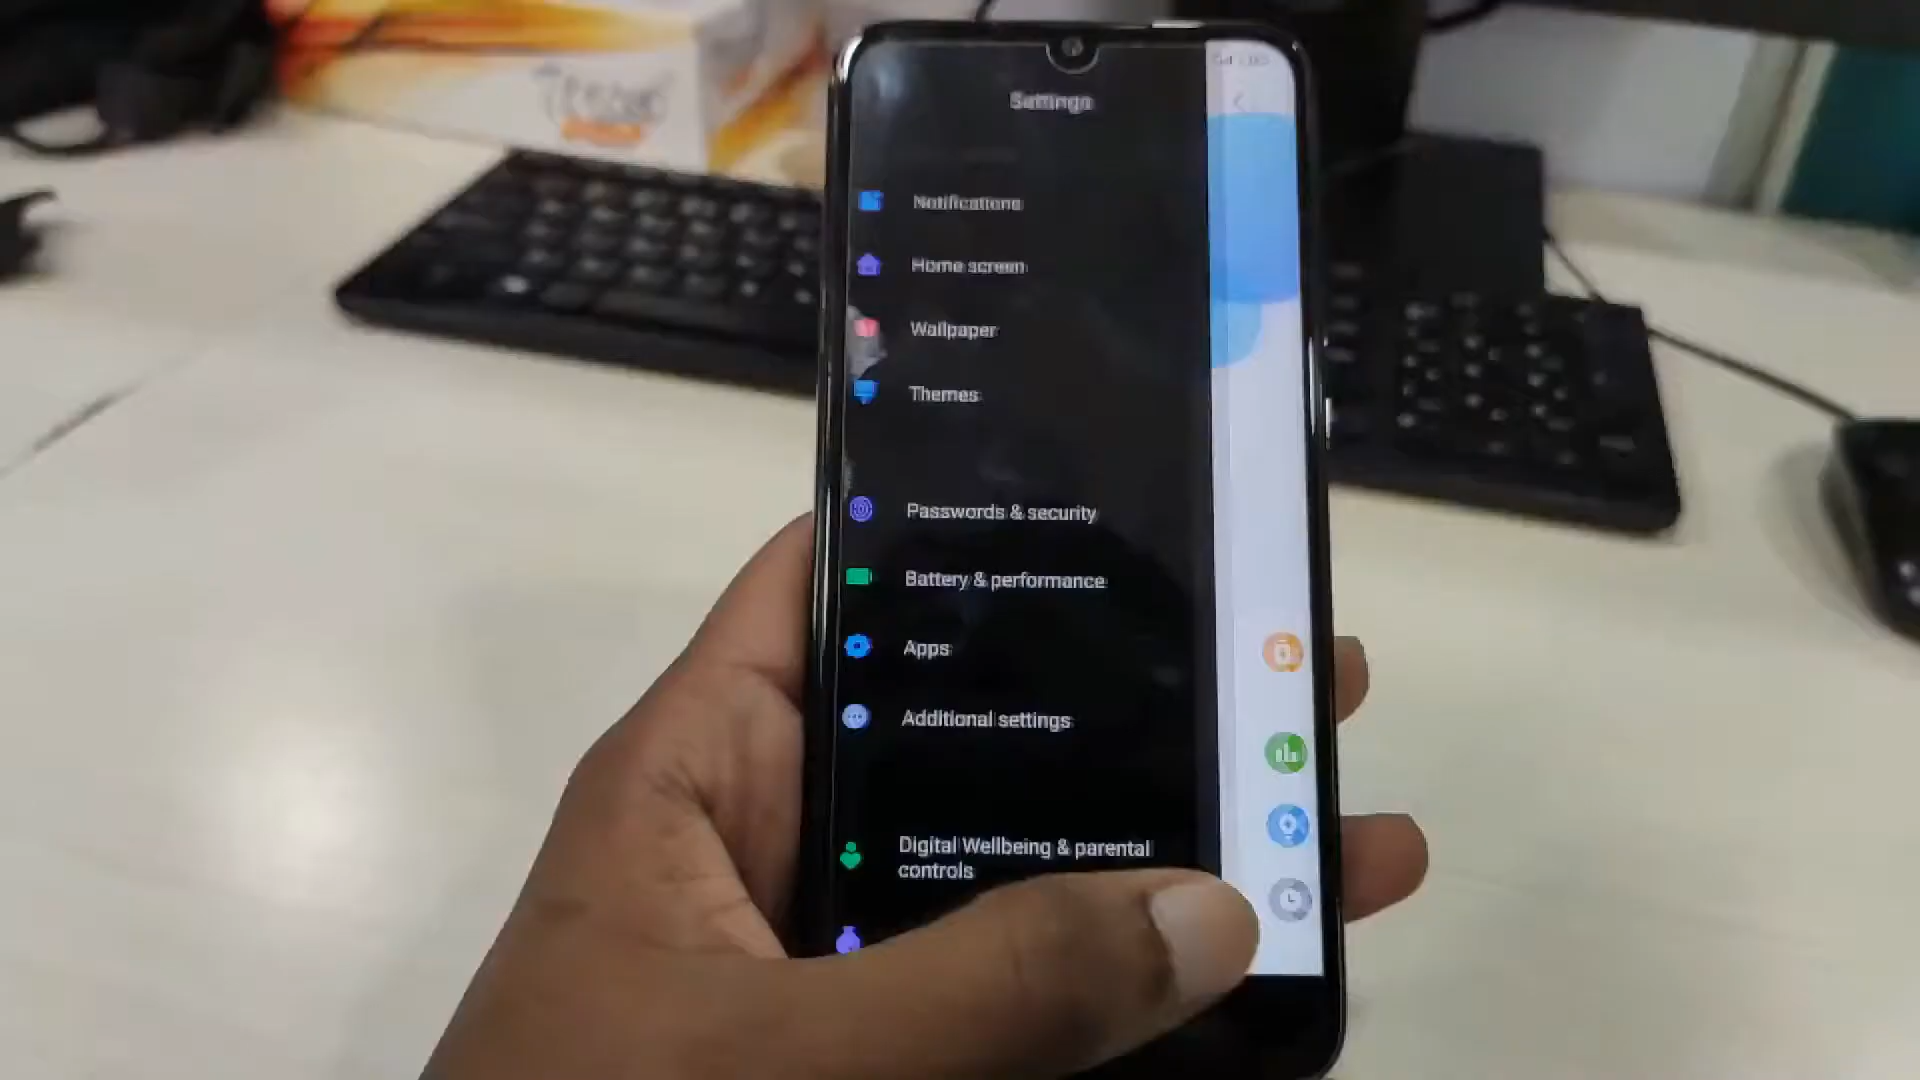 Settings
Notifications
Home screen
Wallpaper
Themes
Passwords & security
Battery & performance
Apps
Additional settings
Digital Wellbeing & parental
controls